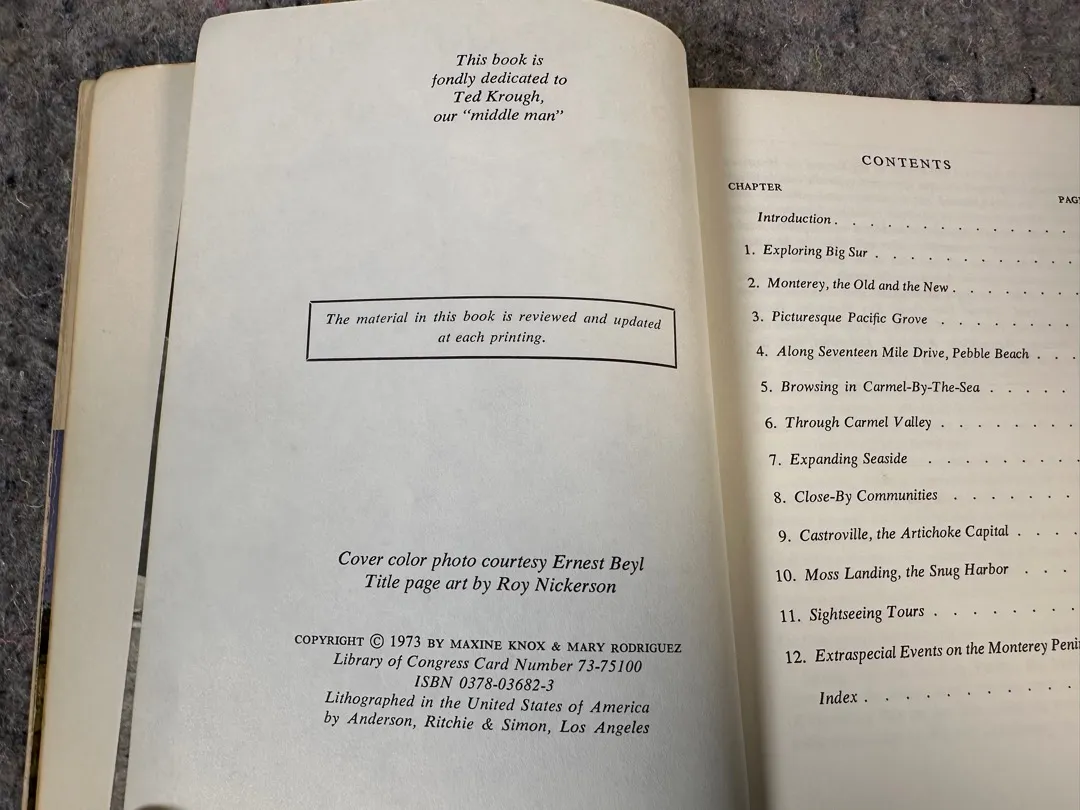 This book is
fondly dedicated to
Ted Krough,
our "middle man"
The material in this book is reviewed and updated
at each printing.
Cover color photo courtesy Ernest Beyl
Title page art by Roy Nickerson
COPYRIGHT © 1973 BY MAXINE KNOX & MARY RODRIGUEZ
Library of Congress Card Number 73-75100
ISBN 0378-03682-3
Lithographed in the United States of America
by Anderson, Ritchie & Simon, Los Angeles
CONTENTS
CHAPTER
PAG
Introduction . . . . . . . . . . . . .
1. Exploring Big Sur . . . . . . . . . . . .
2. Monterey, the Old and the New . . . . . . . .
3. Picturesque Pacific Grove . . . . . . . .
4. Along Seventeen Mile Drive, Pebble Beach . . .
5. Browsing in Carmel-By-The-Sea . . . . . .
6. Through Carmel Valley . . . . . . . .
7. Expanding Seaside . . . . . . . . .
8. Close-By Communities . . . . . . .
9. Castroville, the Artichoke Capital . . . .
10. Moss Landing, the Snug Harbor . . .
11. Sightseeing Tours . . . . . . . .
12. Extraspecial Events on the Monterey Peni
Index . . . . . . . . . . . .